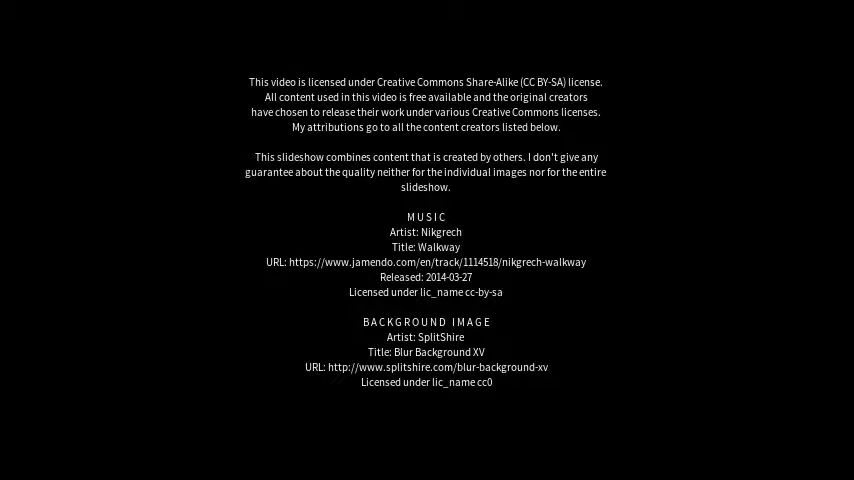 This video is licensed under Creative Commons Share-Alike (CC BY-SA) license.
All content used in this video is free available and the original creators
have chosen to release their work under various Creative Commons licenses.
My attributions go to all the content creators listed below.
This slideshow combines content that is created by others. I don't give any
guarantee about the quality neither for the individual images nor for the entire
slideshow.
MUSIC
Artist: Nikgrech
Title: Walkway
URL: https://www.jamendo.com/en/track/1114518/nikgrech-walkway
Released: 2014-03-27
Licensed under lic_name cc-by-sa
BACKGROUND IMAGE
Artist: SplitShire
Title: Blur Background XV
URL: http://www.splitshire.com/blur-background-xv
Licensed under lic_name cc0